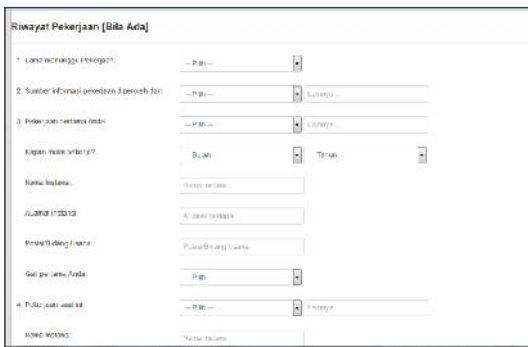 Riwayat Pekerjaan [Bila Ada]
1. Lama menunggu Pekerjaan: -- Pilih --
2. Sumber informasi pekerjaan diperoleh dari: -- Pilih -- Lainnya...
3. Pekerjaan pertama Anda: -- Pilih -- Lainnya...
Kapan mulai bekerja? Bulan Tahun
Nama Instansi: Nama Instansi
Alamat Instansi Alamat Instansi
Posisi/Bidang Usaha: Posisi/Bidang Usaha
Gaji pertama Anda: Pilih
4. Pekerjaan saat ini: -- Pilih -- Lainnya...
Nama Instansi: Nama Instansi